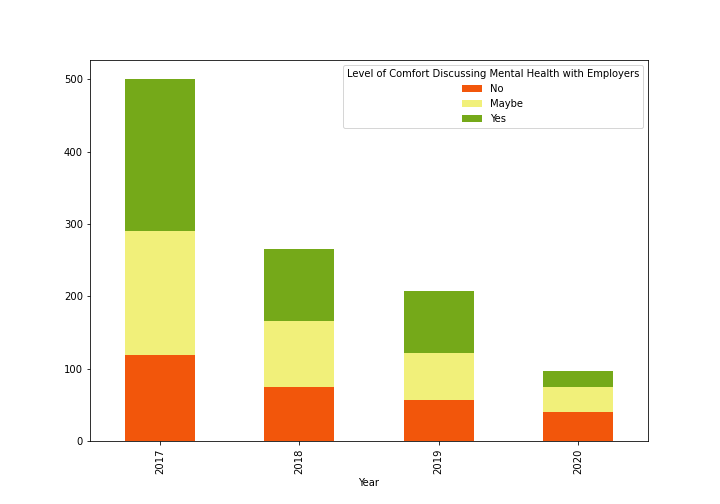 Level of Comfort Discussing Mental Health with Employers
No
Maybe
Yes
500
400
300
200
100
0
2017
2018
2019
2020
Year